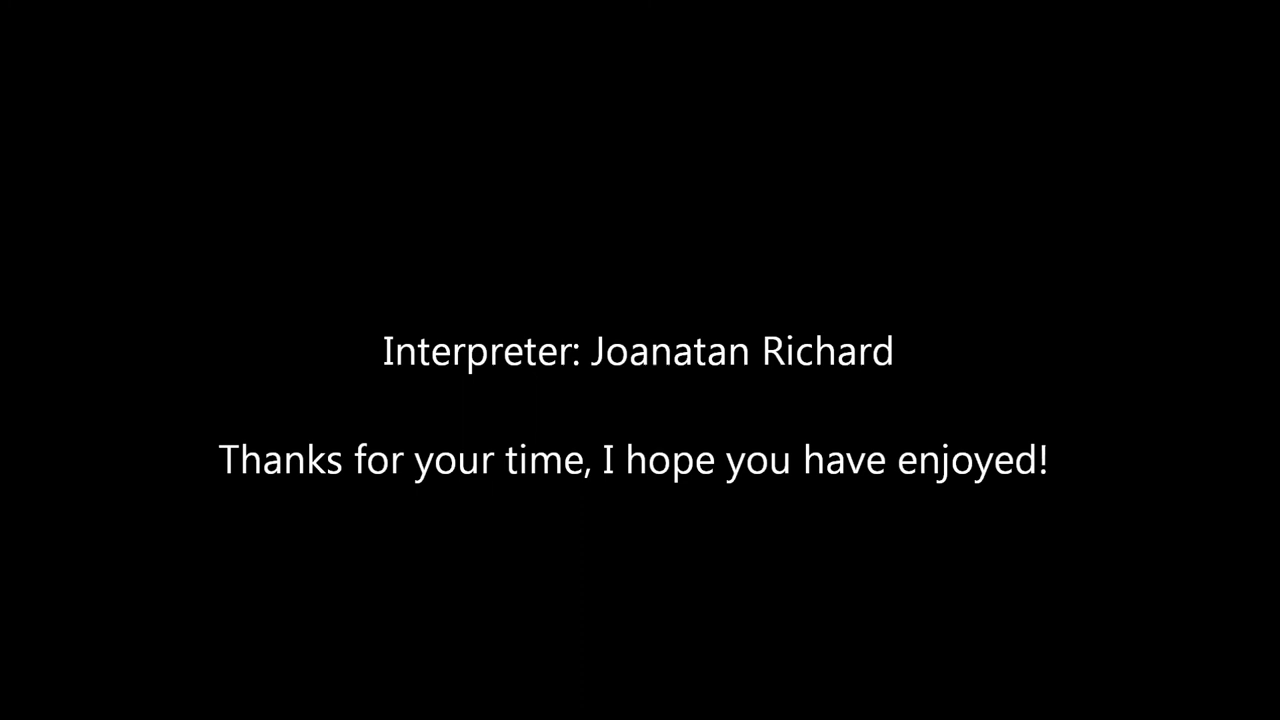 Interpreter: Joanatan Richard
Thanks for your time, I hope you have enjoyed!